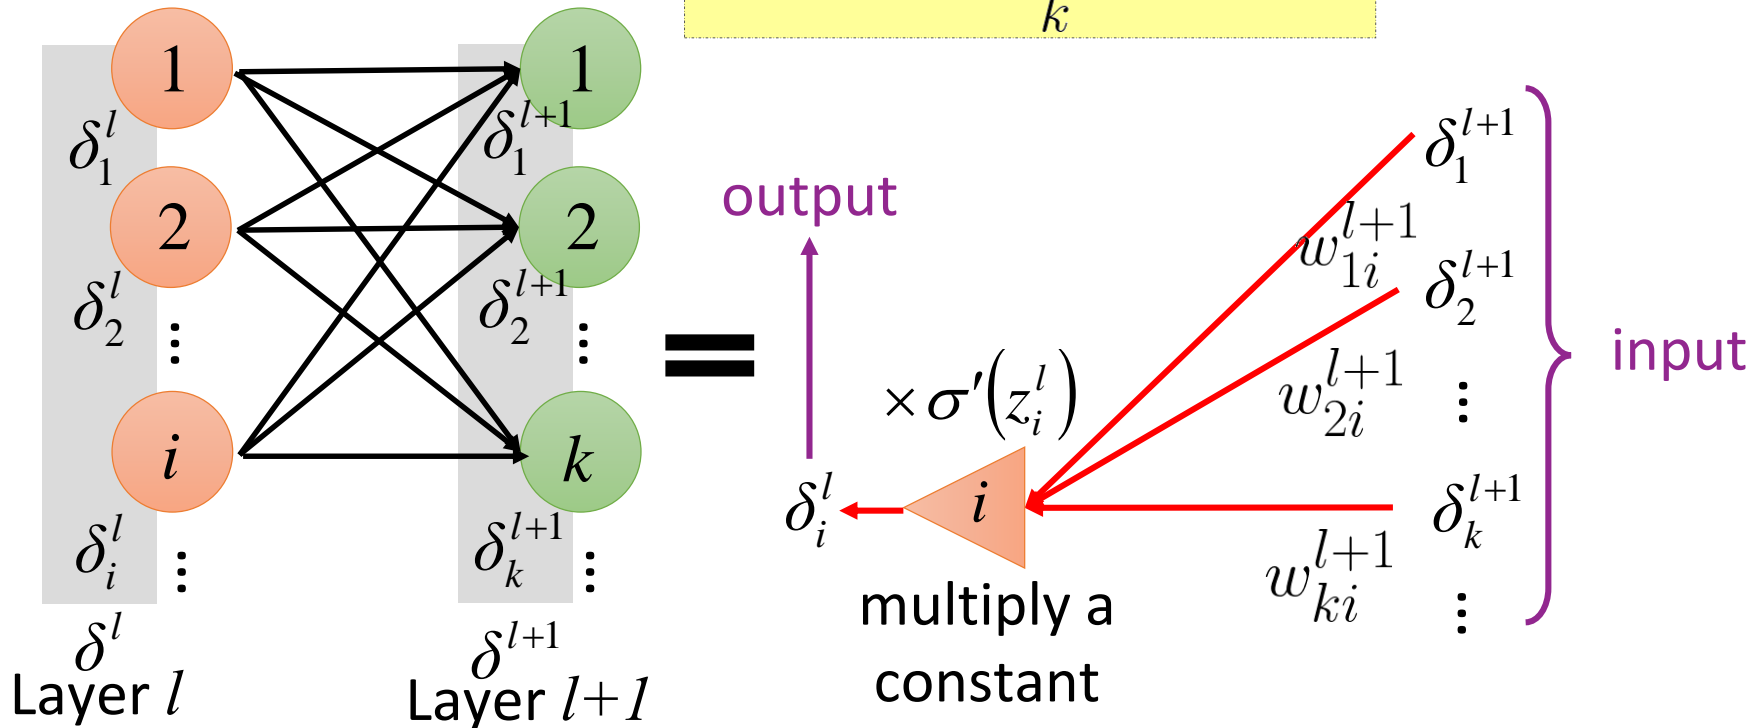 k
1
δ_1^l
2
δ_2^l
⋮
i
δ_i^l
⋮
δ^l
Layer l
1
δ_1^{l+1}
2
δ_2^{l+1}
⋮
k
δ_k^{l+1}
⋮
δ^{l+1}
Layer l+1
=
output
× σ′(z_i^l)
δ_i^l
i
multiply a
constant
δ_1^{l+1}
w_{1i}^{l+1}
δ_2^{l+1}
w_{2i}^{l+1}
⋮
δ_k^{l+1}
w_{ki}^{l+1}
⋮
input